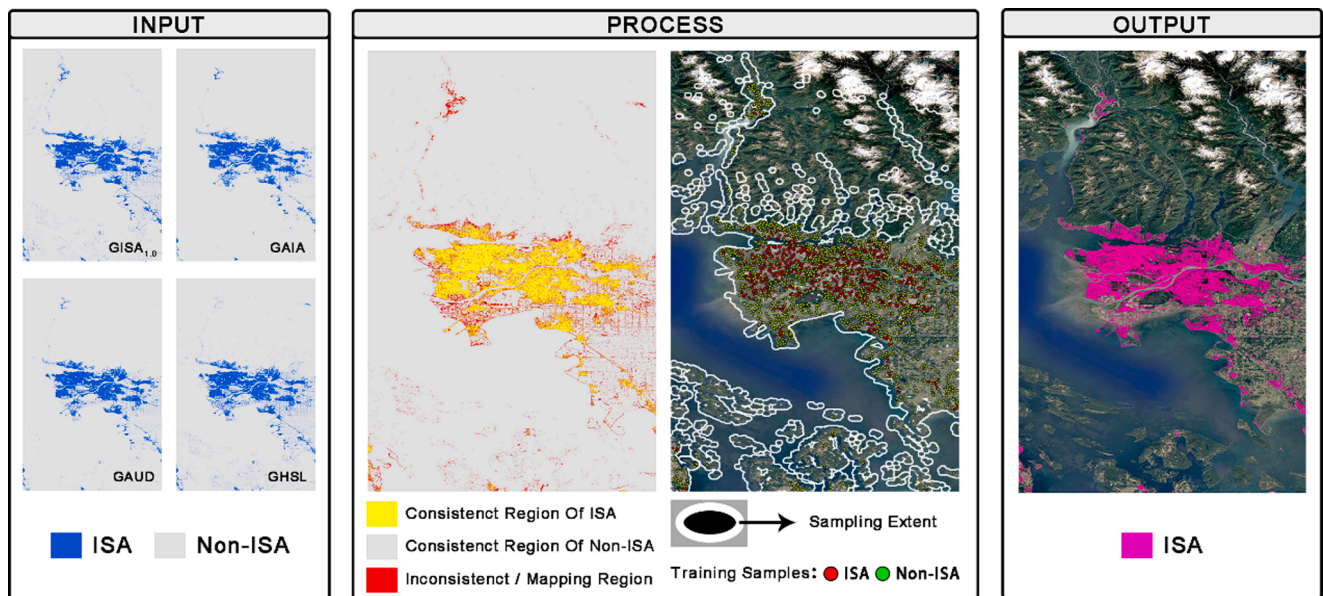 INPUT
GISA1.0
GAIA
GAUD
GHSL
ISA
Non-ISA
PROCESS
Consistenct Region Of ISA
Consistenct Region Of Non-ISA
Inconsistenct / Mapping Region
Sampling Extent
Training Samples: ISA Non-ISA
OUTPUT
ISA